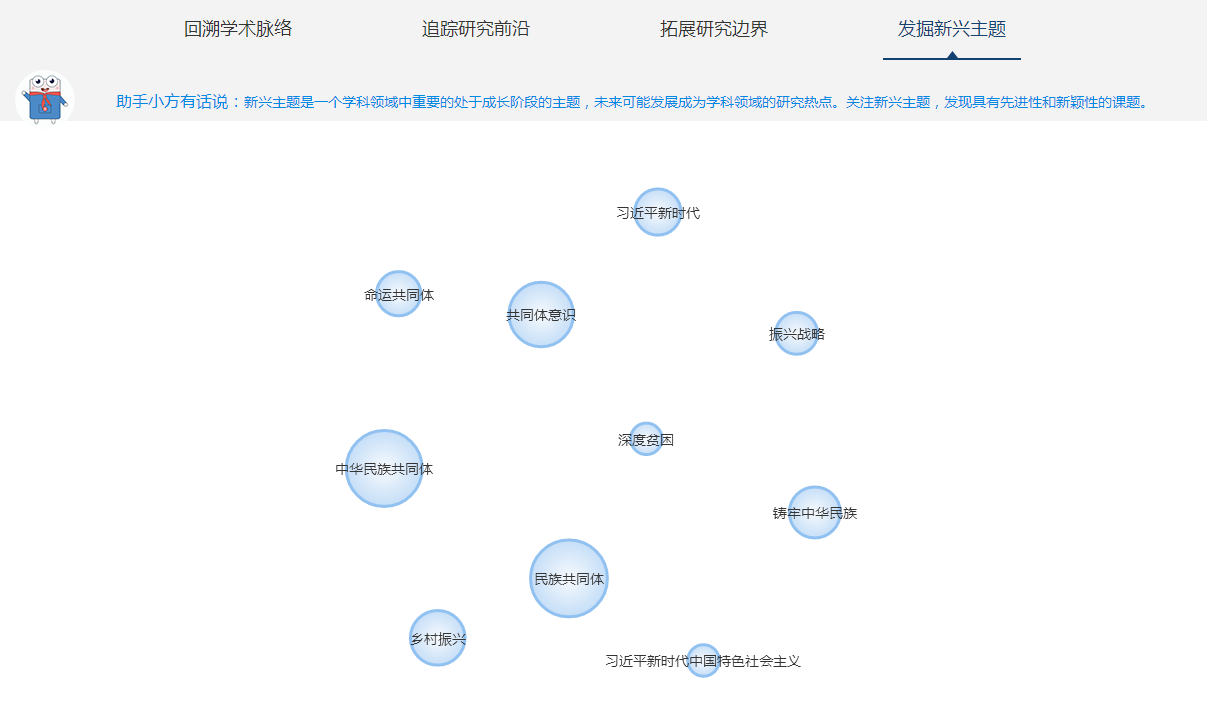 回溯学术脉络
追踪研究前沿
拓展研究边界
发掘新兴主题
助手小方有话说：新兴主题是一个学科领域中重要的处于成长阶段的主题，未来可能发展成为学科领域的研究热点。关注新兴主题，发现具有先进性和新颖性的课题。
习近平新时代
命运共同体
共同体意识
振兴战略
深度贫困
中华民族共同体
铸牢中华民族
民族共同体
乡村振兴
习近平新时代中国特色社会主义